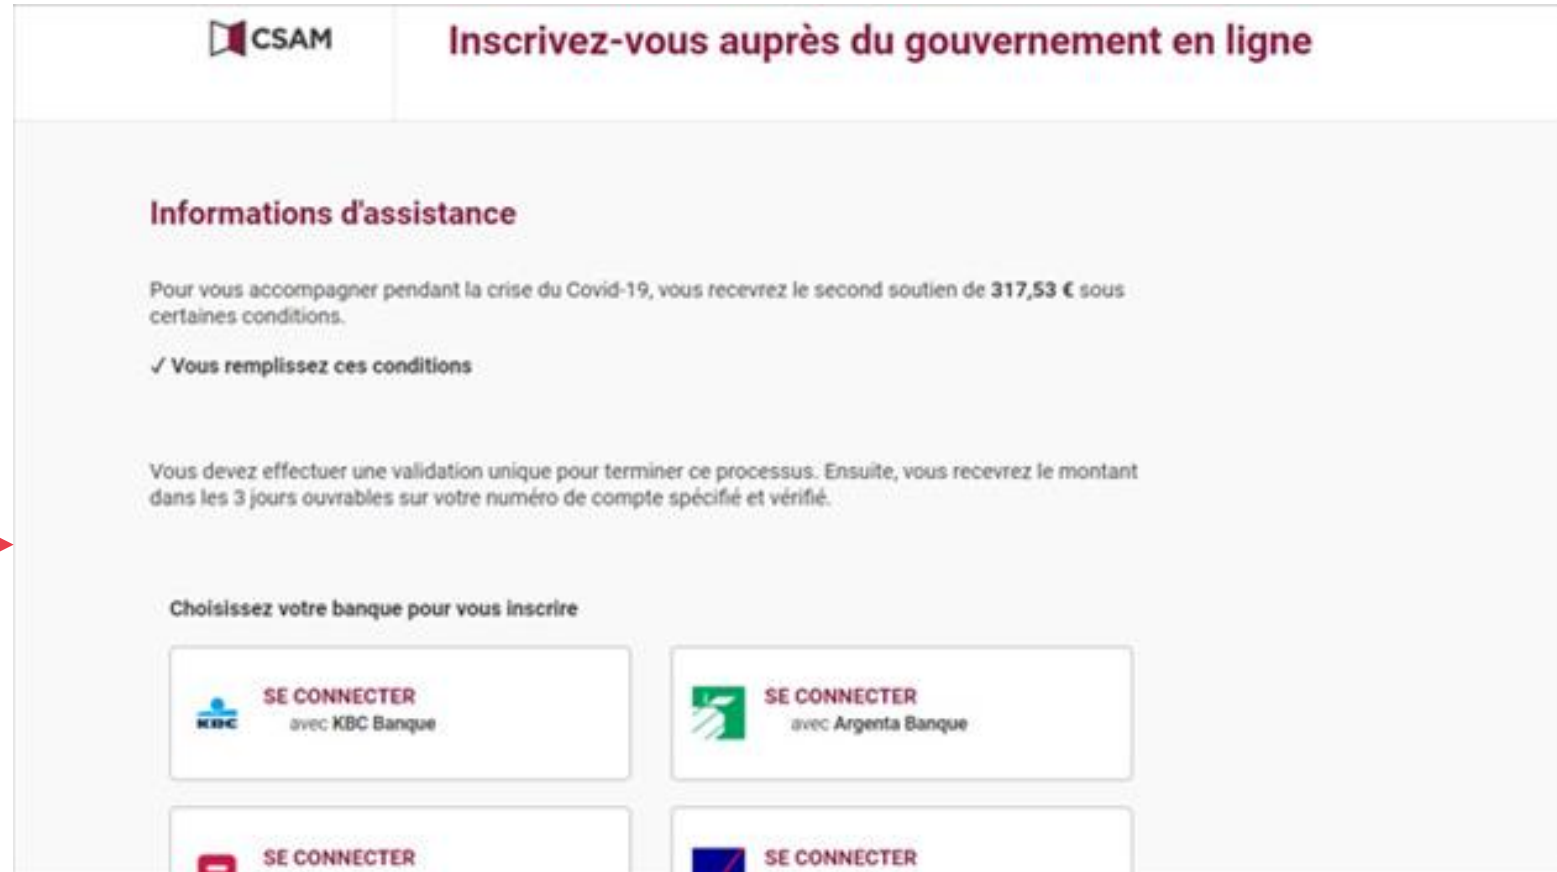 CSAM
Inscrivez-vous auprès du gouvernement en ligne
Informations d'assistance
Pour vous accompagner pendant la crise du Covid-19, vous recevrez le second soutien de 317,53 € sous
certaines conditions.
✓ Vous remplissez ces conditions
Vous devez effectuer une validation unique pour terminer ce processus. Ensuite, vous recevrez le montant
dans les 3 jours ouvrables sur votre numéro de compte spécifié et vérifié.
Choisissez votre banque pour vous inscrire
KBC
SE CONNECTER
avec KBC Banque
SE CONNECTER
avec Argenta Banque
SE CONNECTER
SE CONNECTER